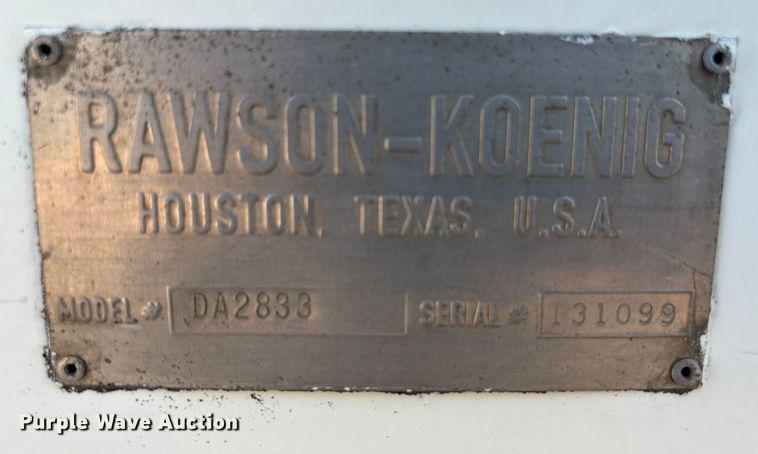 RAWSON-KOENIG
HOUSTON, TEXAS, U.S.A.
MODEL # DA2833 SERIAL # 131099
Purple Wave Auction